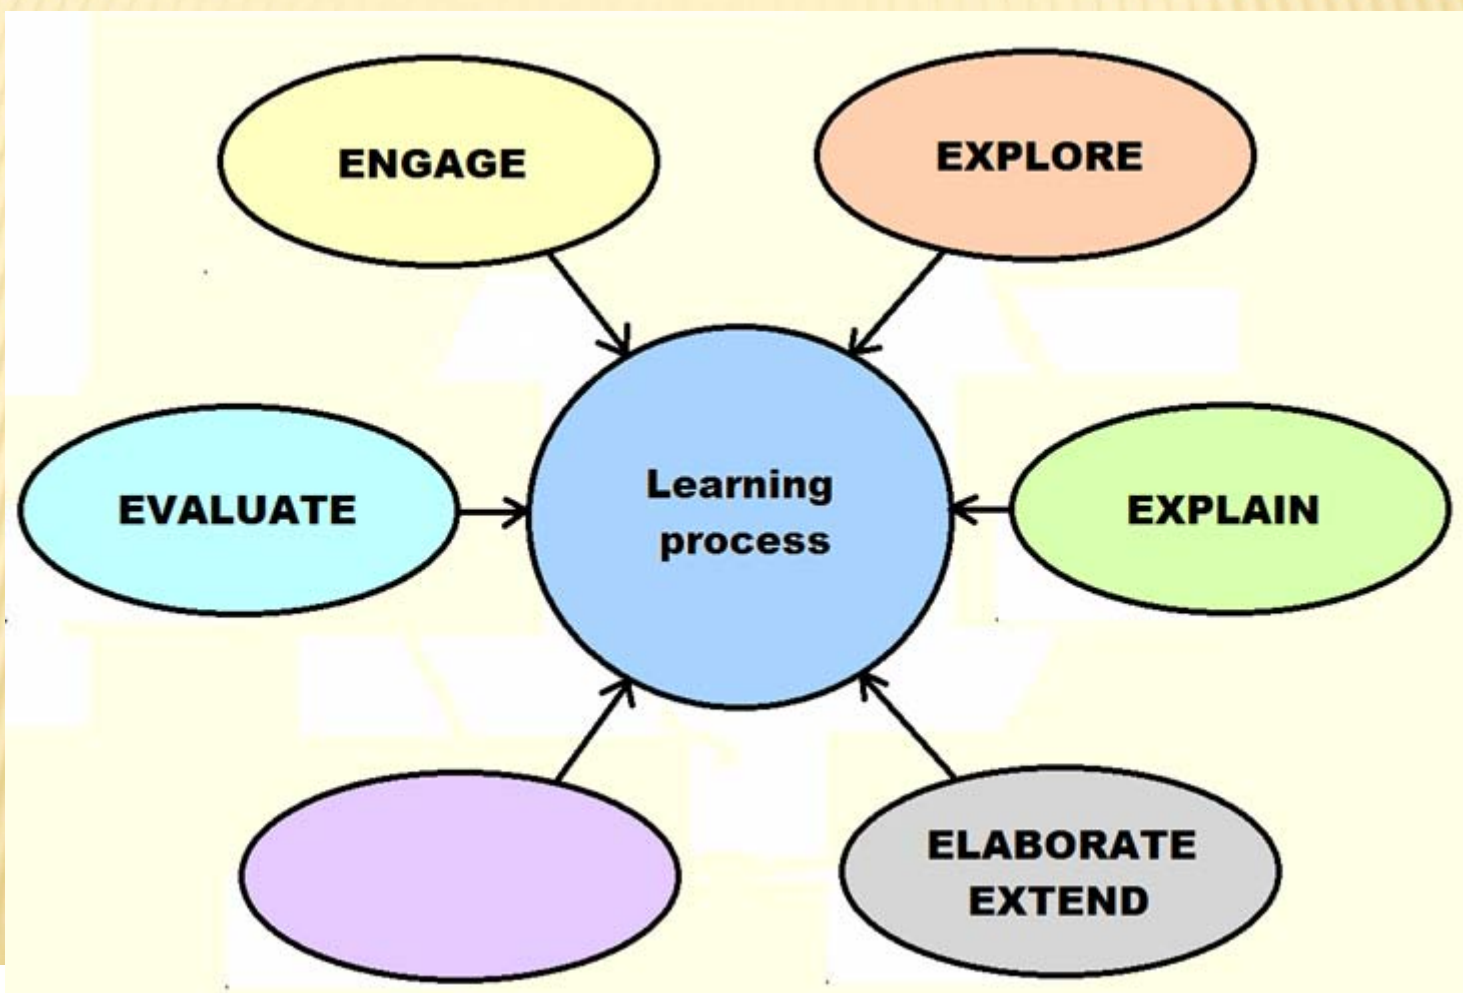 ENGAGE
EXPLORE
EVALUATE
Learning
process
EXPLAIN
ELABORATE
EXTEND